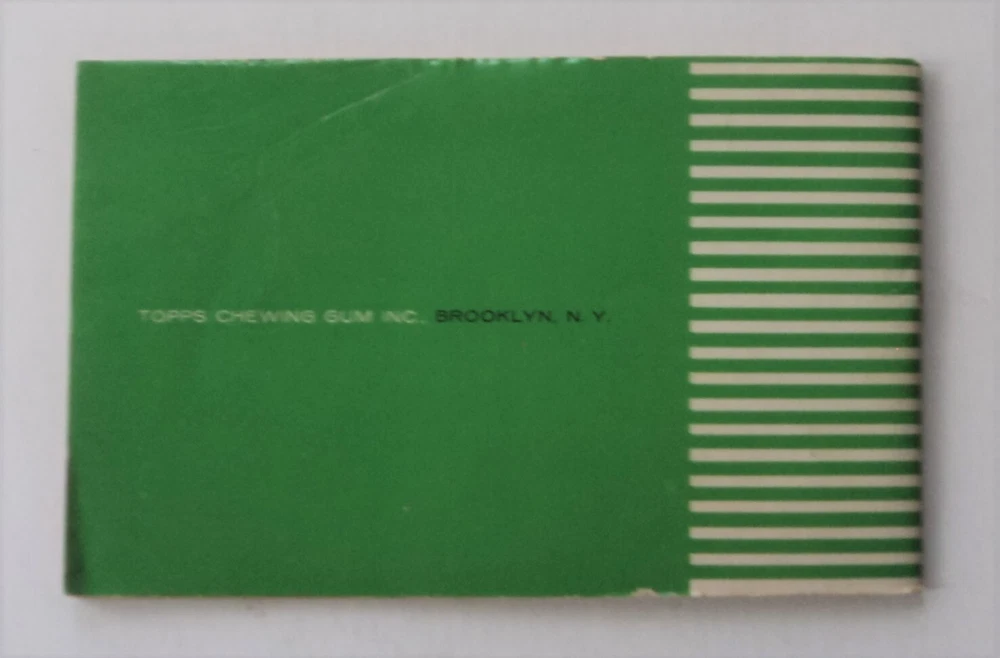 TOPPS CHEWING GUM INC., BROOKLYN, N. Y.